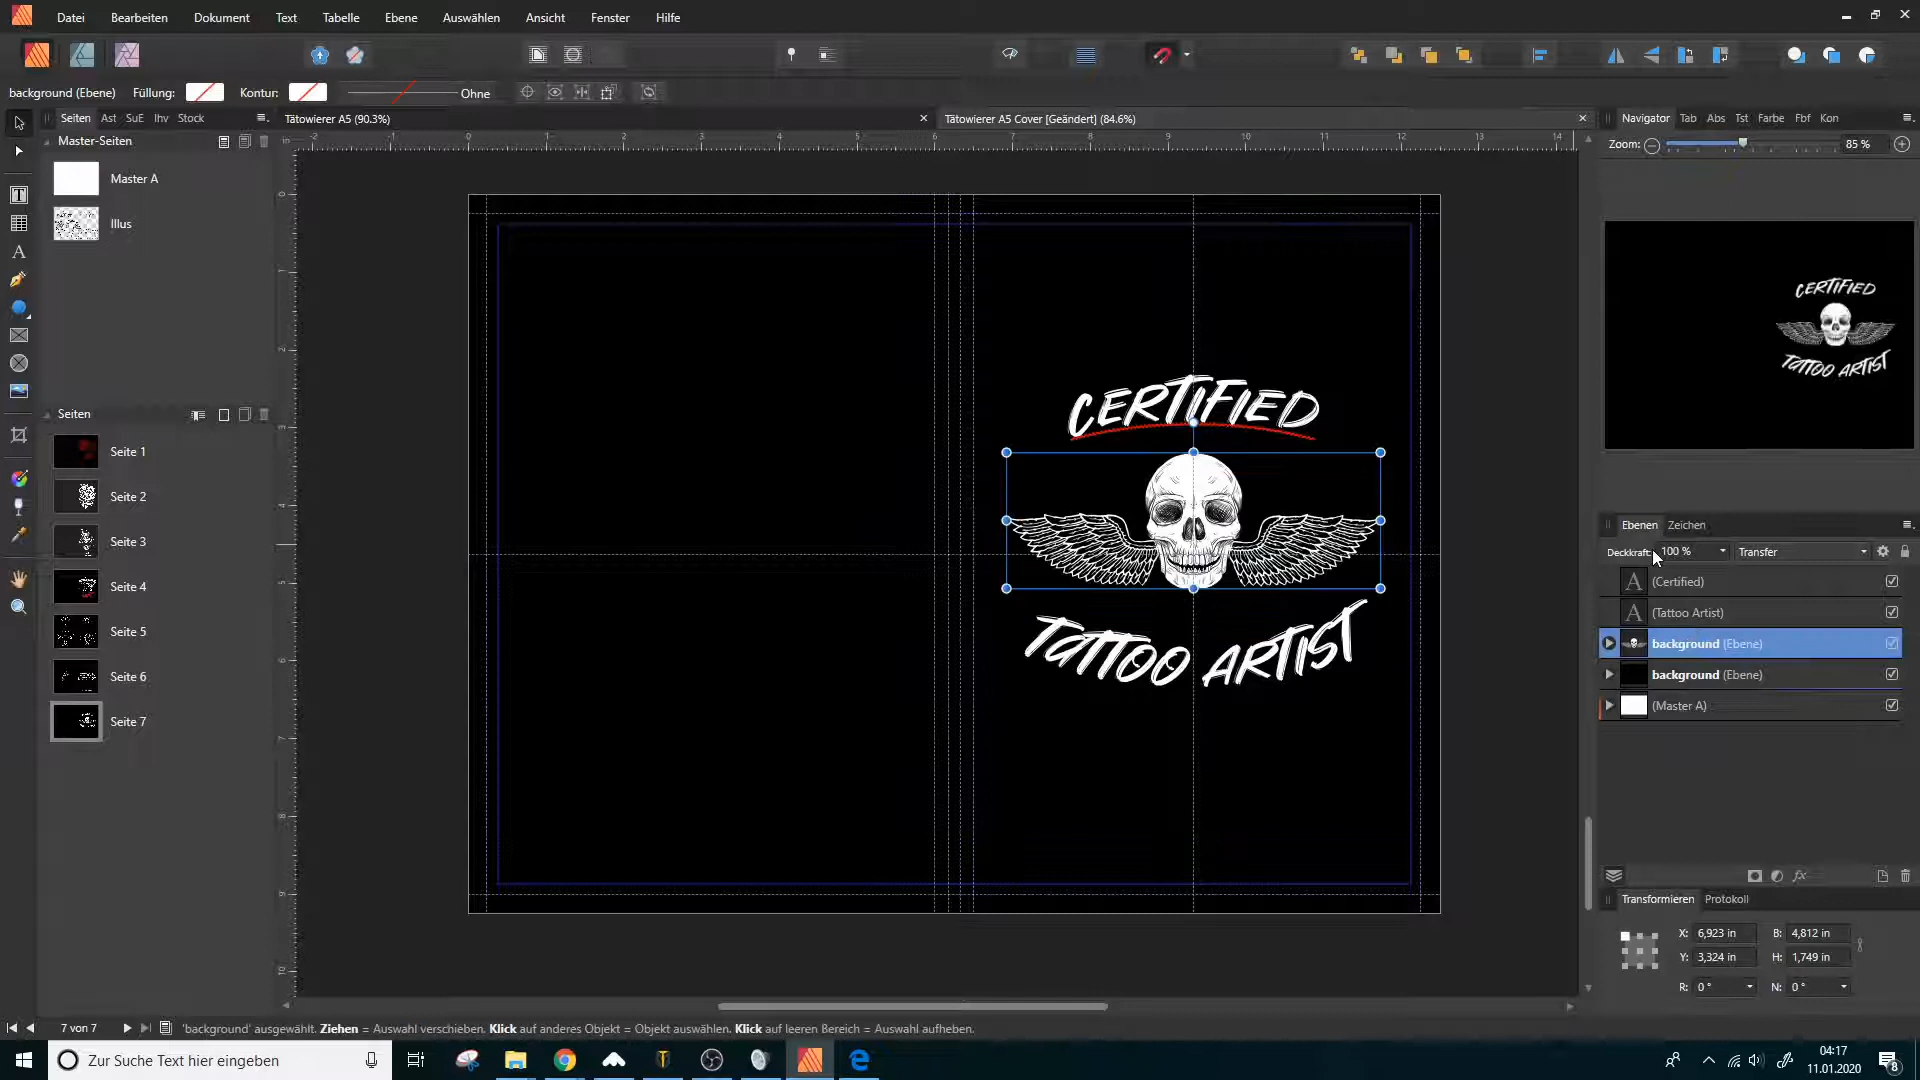 Datei Bearbeiten Dokument Text Tabelle Ebene Auswählen Ansicht Fenster Hilfe
background (Ebene) Füllung: Kontur: Ohne
Seiten Ast SuE Ihv Stock
Tätowierer A5 (90.3%)
Tätowierer A5 Cover [Geändert] (84.6%)
Navigator Tab Abs Tst Farbe Fbf Kon
Zoom: 85 %
Master-Seiten
Master A
Illus
Seiten
Seite 1
Seite 2
Seite 3
Seite 4
Seite 5
Seite 6
Seite 7
CERTIFIED
TATTOO ARTIST
CERTIFIED
TATTOO ARTIST
Ebenen Zeichen
Deckkraft: 100 % Transfer
(Certified)
(Tattoo Artist)
background (Ebene)
background (Ebene)
(Master A)
Transformieren Protokoll
X: 6,923 in B: 4,812 in
Y: 3,324 in H: 1,749 in
R: 0 ° N: 0 °
7 von 7 'background' ausgewählt. Ziehen = Auswahl verschieben. Klick auf anderes Objekt = Objekt auswählen. Klick auf leeren Bereich = Auswahl aufheben.
Zur Suche Text hier eingeben
04:17
11.01.2020
8